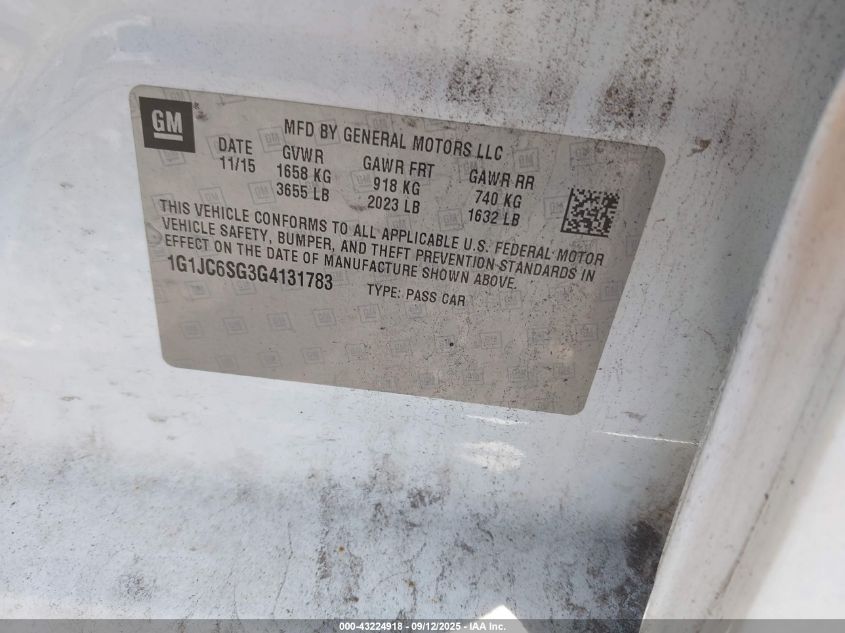 GM
MFD BY GENERAL MOTORS LLC
DATE GVWR GAWR FRT GAWR RR
11/15 1658 KG 918 KG 740 KG
3655 LB 2023 LB 1632 LB
THIS VEHICLE CONFORMS TO ALL APPLICABLE U.S. FEDERAL MOTOR
VEHICLE SAFETY, BUMPER, AND THEFT PREVENTION STANDARDS IN
EFFECT ON THE DATE OF MANUFACTURE SHOWN ABOVE.
1G1JC6SG3G4131783 TYPE: PASS CAR
000-43224918 - 09/12/2025 - IAA Inc.